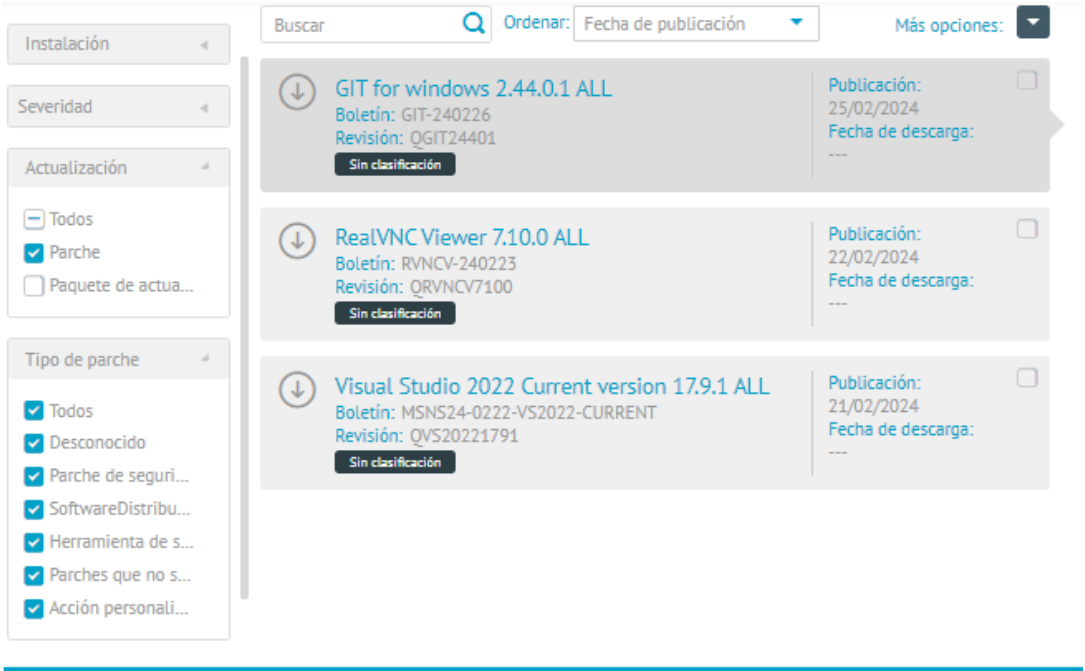 Instalación
Severidad
Actualización
Todos
Parche
Paquete de actua...
Tipo de parche
Todos
Desconocido
Parche de seguri...
SoftwareDistribu...
Herramienta de s...
Parches que no s...
Acción personali...
Buscar
Ordenar: Fecha de publicación
Más opciones:
GIT for windows 2.44.0.1 ALL
Boletín: GIT-240226
Revisión: QGIT24401
Sin clasificación
Publicación:
25/02/2024
Fecha de descarga:
---
RealVNC Viewer 7.10.0 ALL
Boletín: RVNCV-240223
Revisión: QRVNCV7100
Sin clasificación
Publicación:
22/02/2024
Fecha de descarga:
---
Visual Studio 2022 Current version 17.9.1 ALL
Boletín: MSNS24-0222-VS2022-CURRENT
Revisión: QVS20221791
Sin clasificación
Publicación:
21/02/2024
Fecha de descarga:
---